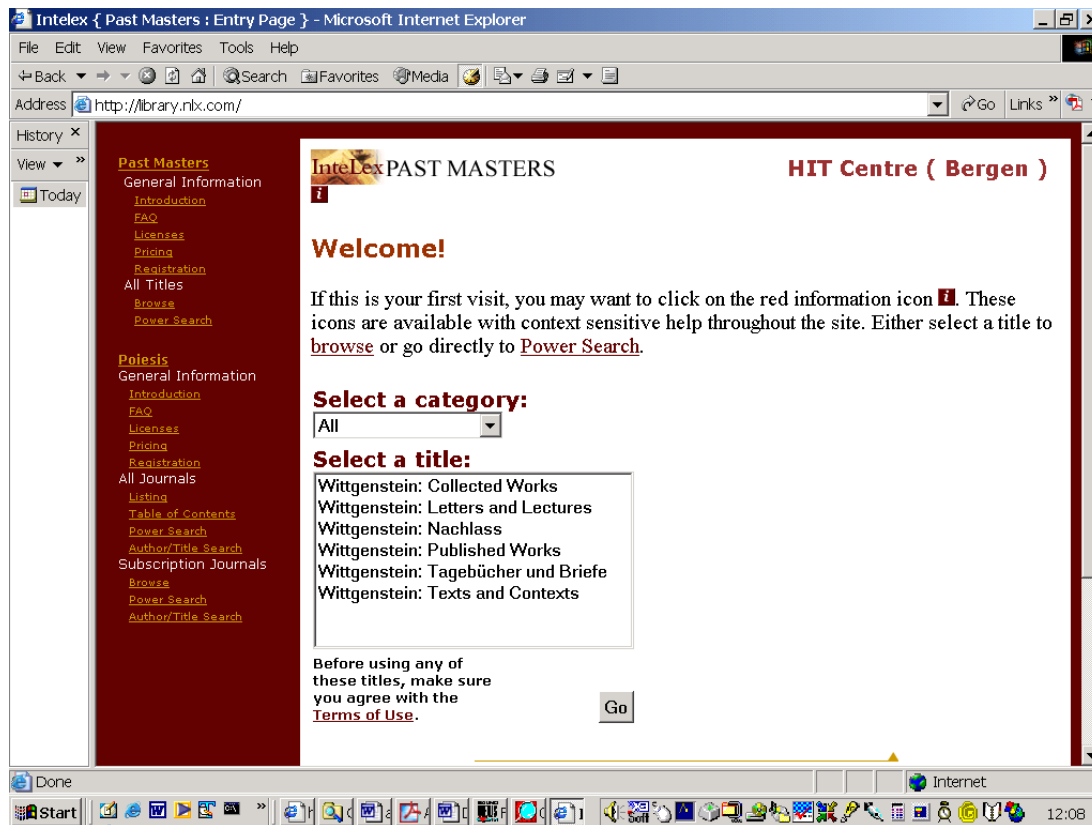 Intelex { Past Masters : Entry Page } - Microsoft Internet Explorer
File Edit View Favorites Tools Help
Back Search Favorites Media
Address http://library.nlx.com/ Go Links »
History ×
View »
Today
Past Masters
General Information
Introduction
FAQ
Licenses
Pricing
Registration
All Titles
Browse
Power Search
Poiesis
General Information
Introduction
FAQ
Licenses
Pricing
Registration
All Journals
Listing
Table of Contents
Power Search
Author/Title Search
Subscription Journals
Browse
Power Search
Author/Title Search
InteLex PAST MASTERS
HIT Centre ( Bergen )
i
Welcome!
If this is your first visit, you may want to click on the red information icon i. These
icons are available with context sensitive help throughout the site. Either select a title to
browse or go directly to Power Search.
Select a category:
All
Select a title:
Wittgenstein: Collected Works
Wittgenstein: Letters and Lectures
Wittgenstein: Nachlass
Wittgenstein: Published Works
Wittgenstein: Tagebücher und Briefe
Wittgenstein: Texts and Contexts
Before using any of
these titles, make sure
you agree with the
Terms of Use.
Go
Done Internet
Start » 12:08